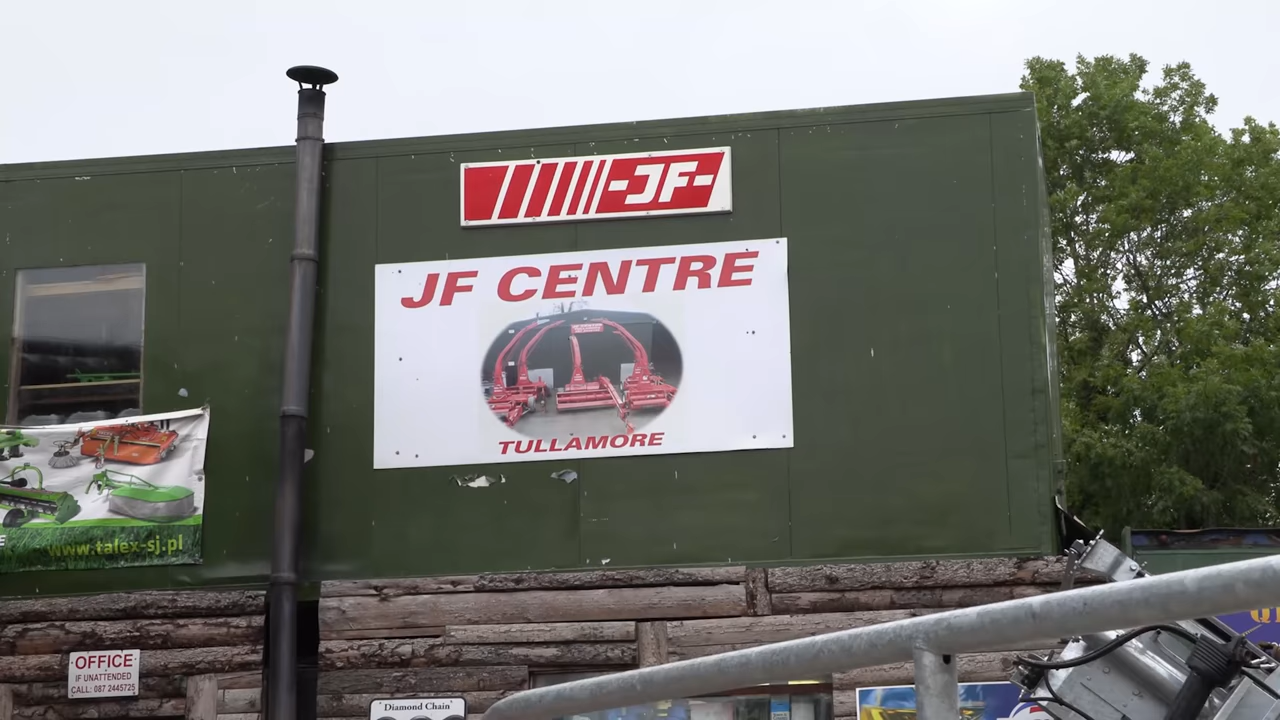 -JF-
JF CENTRE
TULLAMORE
www.talex-sj.pl
OFFICE
IF UNATTENDED
CALL: 087 2445725
Diamond Chain